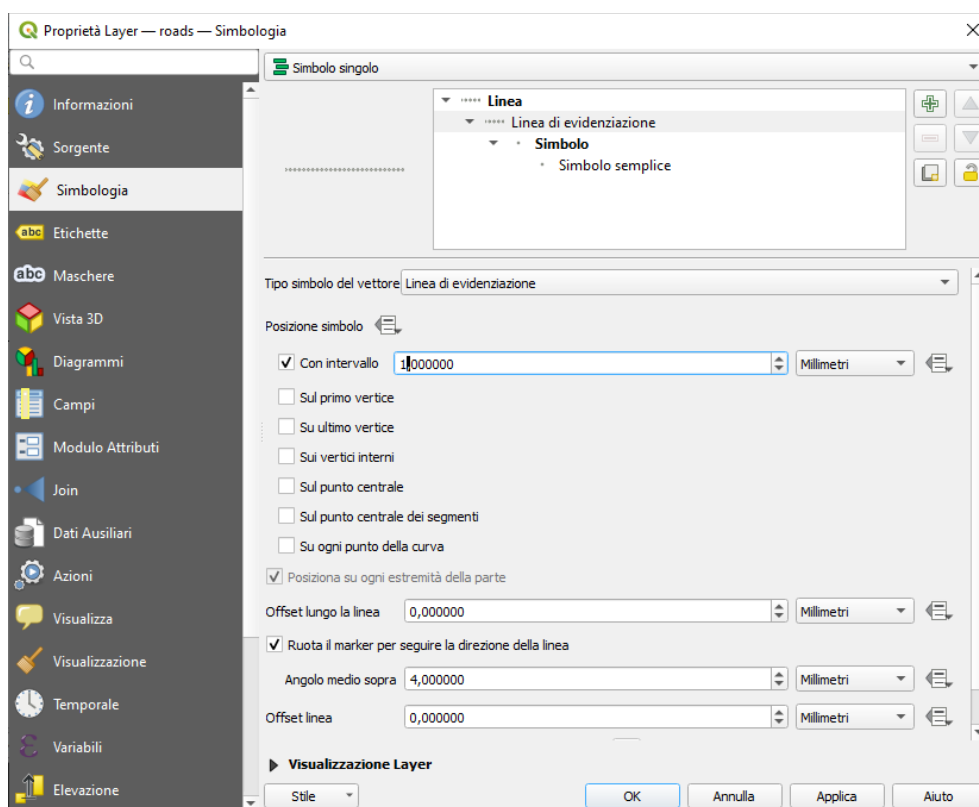 Proprietà Layer — roads — Simbologia
Simbolo singolo
Informazioni
Sorgente
Simbologia
abc Etichette
abc Maschere
Vista 3D
Diagrammi
Campi
Modulo Attributi
Join
Dati Ausiliari
Azioni
Visualizza
Visualizzazione
Temporale
Variabili
Elevazione
Linea
Linea di evidenziazione
Simbolo
Simbolo semplice
Tipo simbolo del vettore Linea di evidenziazione
Posizione simbolo
Con intervallo 1,000000 Millimetri
Sul primo vertice
Su ultimo vertice
Sui vertici interni
Sul punto centrale
Sul punto centrale dei segmenti
Su ogni punto della curva
Posiziona su ogni estremità della parte
Offset lungo la linea 0,000000 Millimetri
Ruota il marker per seguire la direzione della linea
Angolo medio sopra 4,000000 Millimetri
Offset linea 0,000000 Millimetri
Visualizzazione Layer
Stile OK Annulla Applica Aiuto